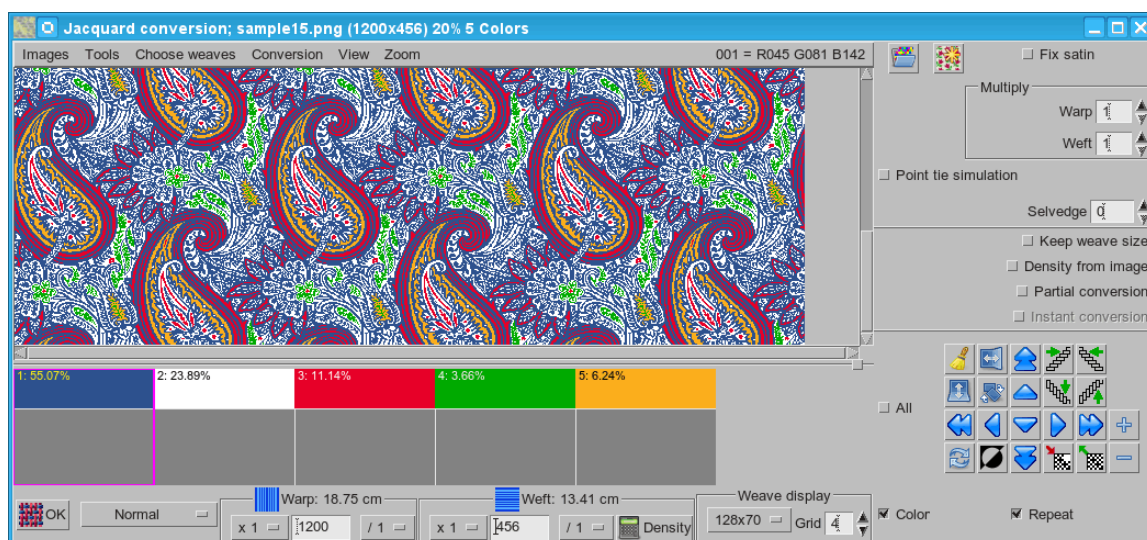 Jacquard conversion; sample15.png (1200x456) 20% 5 Colors
Images Tools Choose weaves Conversion View Zoom 001 = R045 G081 B142
Fix satin
Multiply
Warp 1
Weft 1
Point tie simulation
Selvedge 0
Keep weave size
Density from image
Partial conversion
Instant conversion
1: 55.07% 2: 23.89% 3: 11.14% 4: 3.66% 5: 6.24%
All
Warp: 18.75 cm Weft: 13.41 cm Weave display
OK Normal x 1 1200 / 1 x 1 456 / 1 Density 128x70 Grid 4 Color Repeat